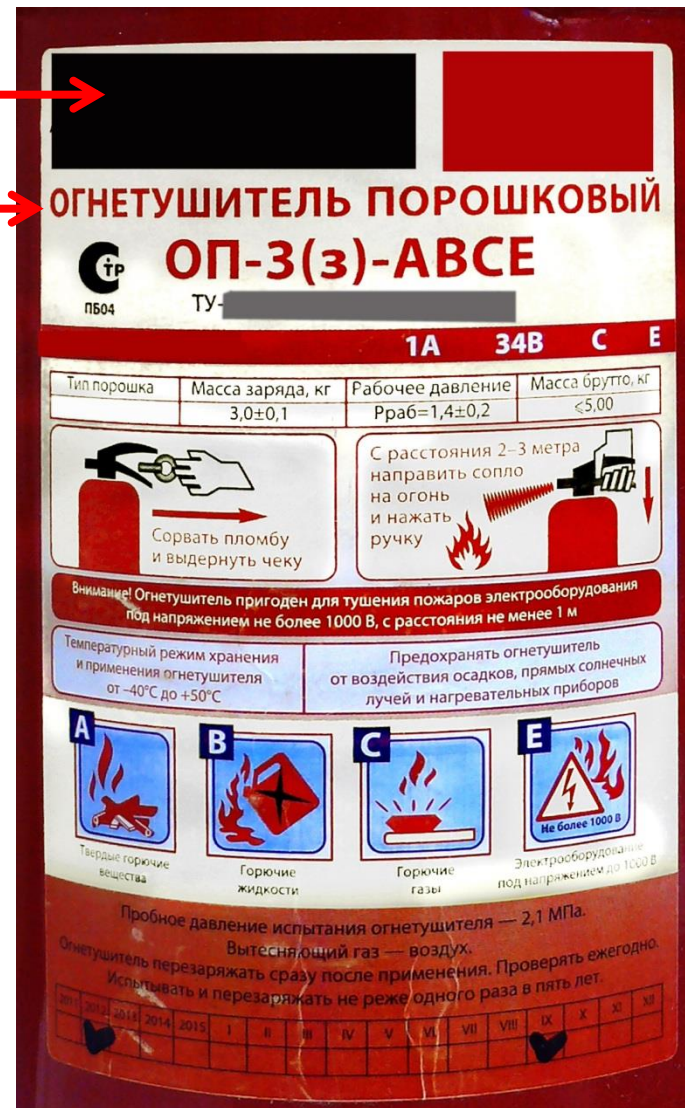 ОГНЕТУШИТЕЛЬ ПОРОШКОВЫЙ
ОП-3(з)-АВСЕ
ПБ04
ТУ-
1А 34В С Е
Тип порошка Масса заряда, кг Рабочее давление Масса брутто, кг
3,0±0,1 Рраб=1,4±0,2 ⩽5,00
Сорвать пломбу
и выдернуть чеку
С расстояния 2–3 метра
направить сопло
на огонь
и нажать
ручку
Внимание! Огнетушитель пригоден для тушения пожаров электрооборудования
под напряжением не более 1000 В, с расстояния не менее 1 м
Температурный режим хранения
и применения огнетушителя
от –40°С до +50°С
Предохранять огнетушитель
от воздействия осадков, прямых солнечных
лучей и нагревательных приборов
A
Твердые горючие
вещества
B
Горючие
жидкости
C
Горючие
газы
E
Не более 1000 В
Электрооборудование
под напряжением до 1000 В
Пробное давление испытания огнетушителя — 2,1 МПа.
Вытесняющий газ — воздух.
Огнетушитель перезаряжать сразу после применения. Проверять ежегодно.
Испытывать и перезаряжать не реже одного раза в пять лет.
2011 2012 2013 2014 2015 I II III IV V VI VII VIII IX X XI XII